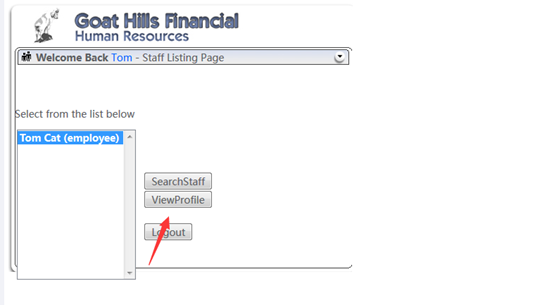 Goat Hills Financial
Human Resources
Welcome Back Tom - Staff Listing Page
Select from the list below
Tom Cat (employee)
SearchStaff
ViewProfile
Logout